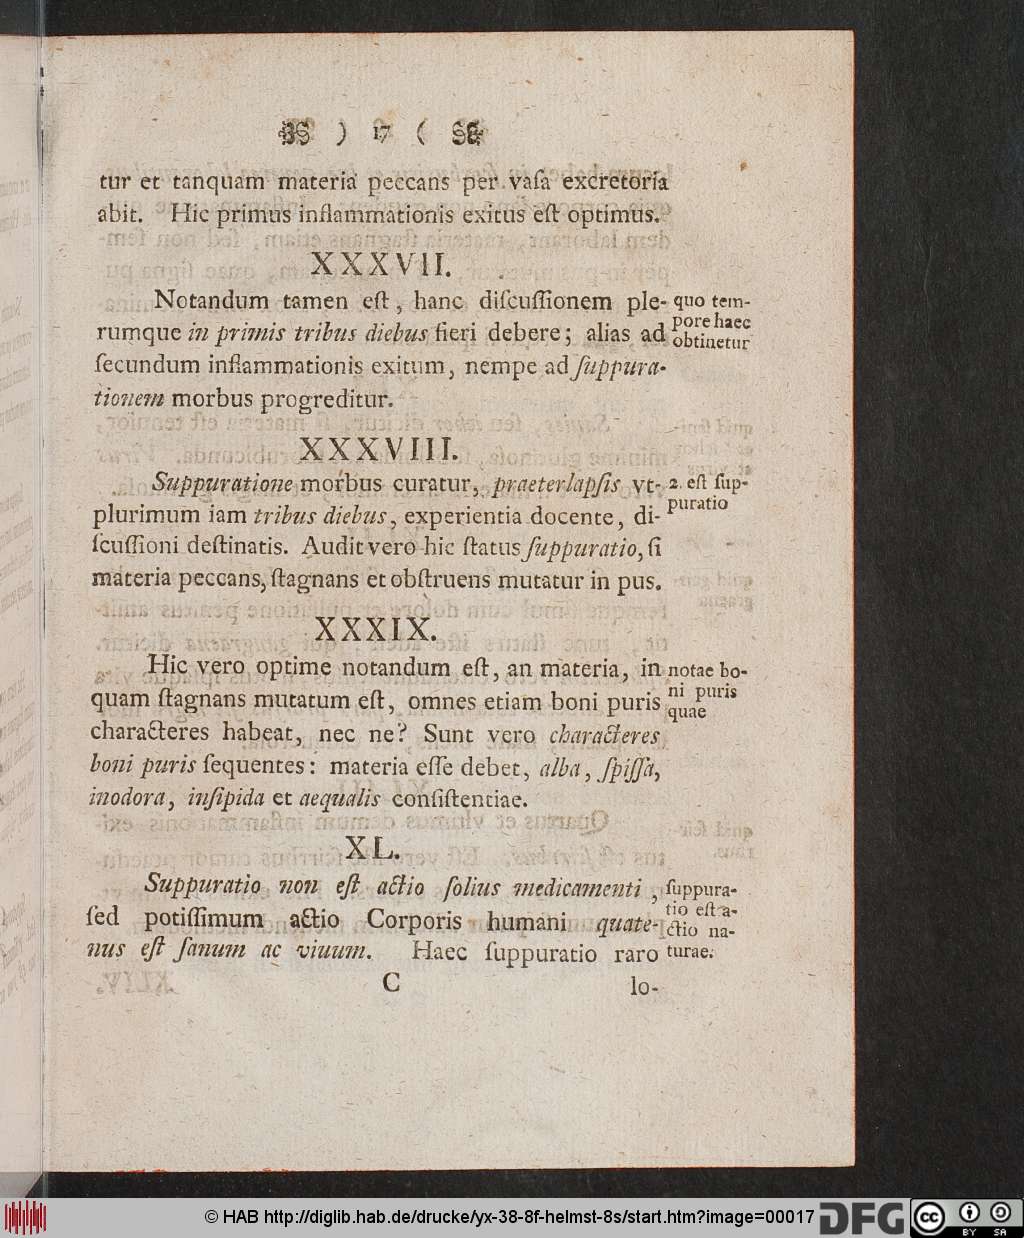 ) 17 (
tur et tanquam materia peccans per vaſa excretoria
abit. Hic primus inflammationis exitus eſt optimus.
XXXVII.
Notandum tamen eſt, hanc diſcuſſionem ple-
rumque in primis tribus diebus fieri debere; alias ad
ſecundum inflammationis exitum, nempe ad ſuppura-
tionem morbus progreditur.
quo tem-
pore haec
obtinetur
XXXVIII.
Suppuratione morbus curatur, praeterlapſis vt-
plurimum iam tribus diebus, experientia docente, di-
ſcuſſioni deſtinatis. Audit vero hic ſtatus ſuppuratio, ſi
materia peccans, ſtagnans et obſtruens mutatur in pus.
2. eſt ſup-
puratio
XXXIX.
Hic vero optime notandum eſt, an materia, in
quam ſtagnans mutatum eſt, omnes etiam boni puris
characteres habeat, nec ne? Sunt vero characteres
boni puris ſequentes: materia eſſe debet, alba, ſpiſſa,
inodora, inſipida et aequalis conſiſtentiae.
notae bo-
ni puris
quae
XL.
Suppuratio non eſt actio ſolius medicamenti,
ſed potiſſimum actio Corporis humani quate-
nus eſt ſanum ac viuum. Haec ſuppuratio raro
ſuppura-
tio eſt a-
ctio na-
turae.
C
lo-
© HAB http://diglib.hab.de/drucke/yx-38-8f-helmst-8s/start.htm?image=00017
DFG
cc
BY SA